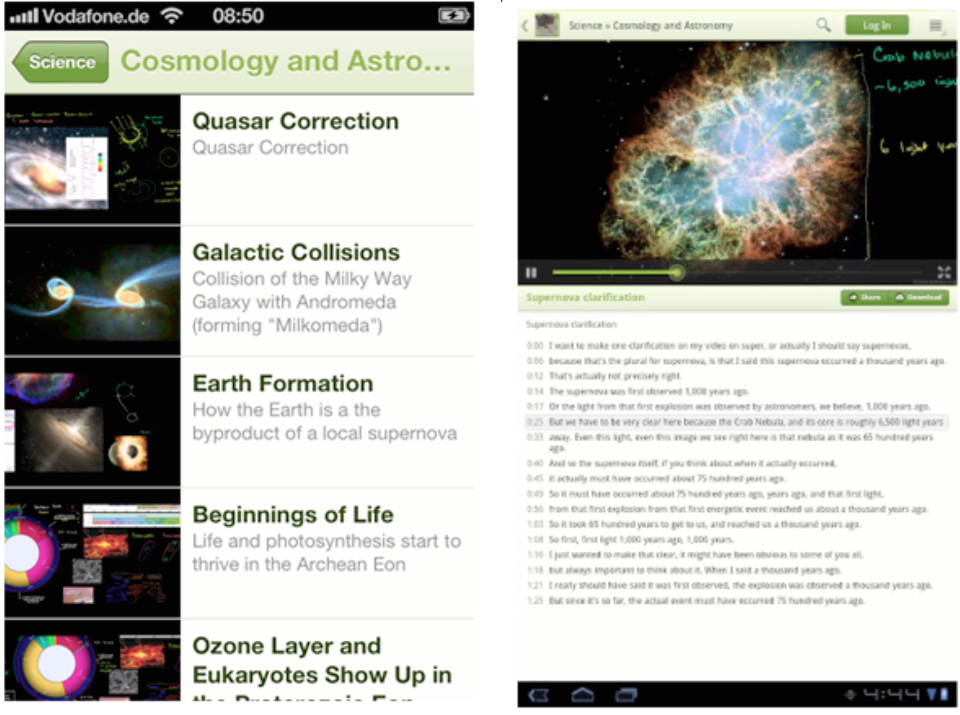 Vodafone.de 08:50
Science Cosmology and Astro...
Quasar Correction
Quasar Correction
Galactic Collisions
Collision of the Milky Way
Galaxy with Andromeda
(forming "Milkomeda")
Earth Formation
How the Earth is a the
byproduct of a local supernova
Beginnings of Life
Life and photosynthesis start to
thrive in the Archean Eon
Ozone Layer and
Eukaryotes Show Up in
the Proterozoic Eon
Science » Cosmology and Astronomy Log In
Crab Nebul
~6,500 ligh
6 light yea
Supernova clarification Share Download
Supernova clarification
0:00 I want to make one clarification on my video on super, or actually I should say supernovae,
0:06 because that's the plural for supernova, is that I said this supernova occurred a thousand years ago.
0:12 That's actually not precisely right.
0:14 The supernova was first observed 1,000 years ago.
0:17 Or the light from that first explosion was observed by astronomers, we believe, 1,000 years ago.
0:25 But we have to be very clear here because the Crab Nebula, and its core is roughly 6,500 light years
0:33 away. Even this light, even this image we see right here is that nebula as it was 65 hundred years
ago.
0:40 And so the supernova itself, if you think about when it actually occurred,
0:45 it actually must have occurred about 75 hundred years ago.
0:49 So it must have occurred about 75 hundred years ago, years ago, and that first light,
0:56 from that first explosion from that first energetic event reached us about a thousand years ago.
1:03 So it took 65 hundred years to get to us, and reached us a thousand years ago.
1:08 So first, first light 1,000 years ago, 1,000 years.
1:16 I just wanted to make that clear, it might have been obvious to some of you all,
1:18 but always important to think about it. When I said a thousand years ago,
1:21 I really should have said it was first observed, the explosion was observed a thousand years ago.
1:25 But since it's so far, the actual event must have occurred 75 hundred years ago.
4:44